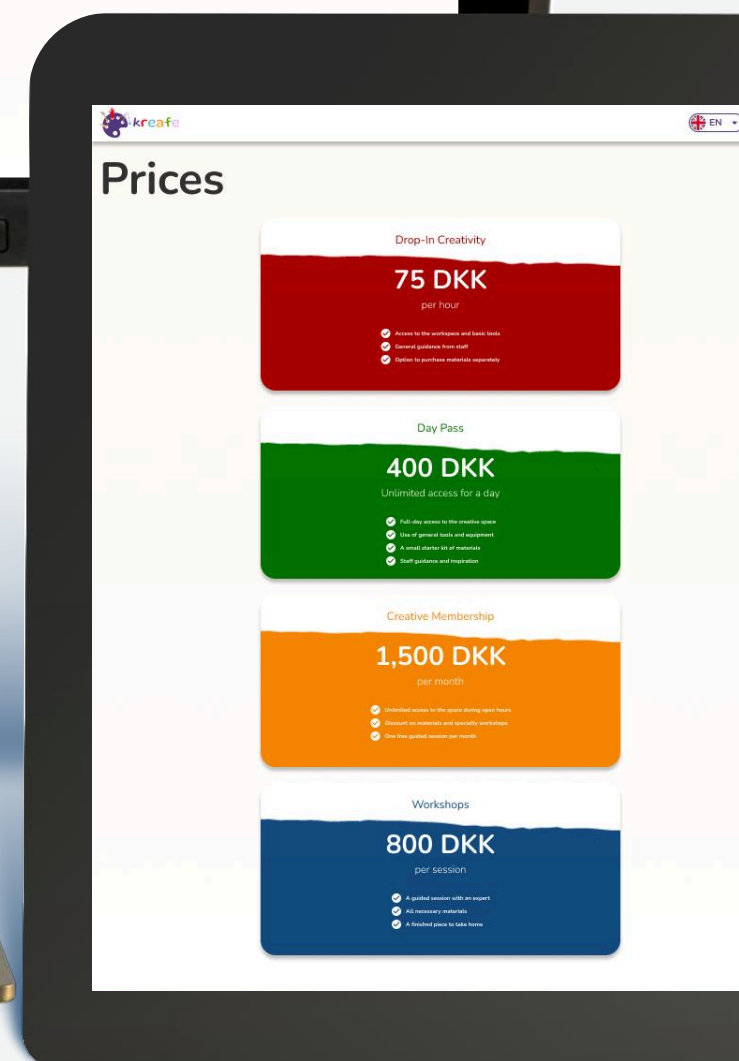 kreafe
EN
Prices
Drop-In Creativity
75 DKK
per hour
Access to the workspace and basic tools
General guidance from staff
Option to purchase materials separately
Day Pass
400 DKK
Unlimited access for a day
Full-day access to the creative space
Use of general tools and equipment
A small starter kit of materials
Staff guidance and inspiration
Creative Membership
1,500 DKK
per month
Unlimited access to the space during open hours
Discount on materials and specialty workshops
One free guided session per month
Workshops
800 DKK
per session
A guided session with an expert
All necessary materials
A finished piece to take home